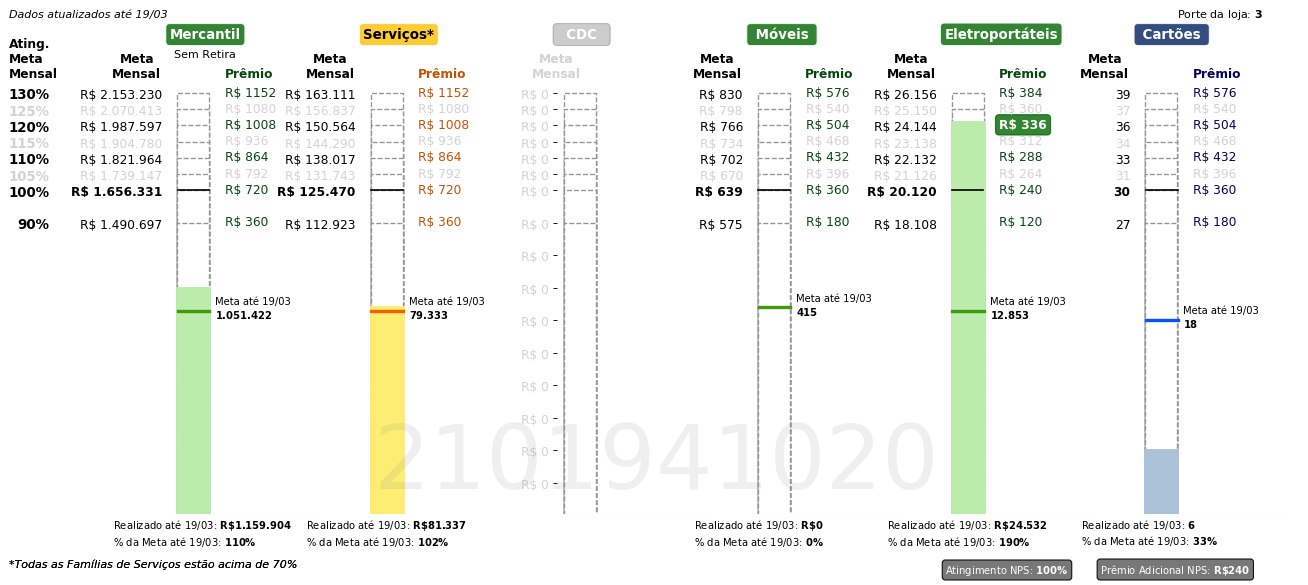 Dados atualizados até 19/03
Porte da loja: 3
Mercantil Serviços* CDC Móveis Eletroportáteis Cartões
Sem Retira
Ating. Meta Mensal
Meta Mensal Prêmio Meta Mensal Prêmio Meta Mensal Meta Mensal Prêmio Meta Mensal Prêmio Meta Mensal Prêmio
130% R$ 2.153.230 R$ 1152 R$ 163.111 R$ 1152 R$ 0 R$ 830 R$ 576 R$ 26.156 R$ 384 39 R$ 576
125% R$ 2.070.413 R$ 1080 R$ 156.837 R$ 1080 R$ 0 R$ 798 R$ 540 R$ 25.150 R$ 360 37 R$ 540
120% R$ 1.987.597 R$ 1008 R$ 150.564 R$ 1008 R$ 0 R$ 766 R$ 504 R$ 24.144 R$ 336 36 R$ 504
115% R$ 1.904.780 R$ 936 R$ 144.290 R$ 936 R$ 0 R$ 734 R$ 468 R$ 23.138 R$ 312 34 R$ 468
110% R$ 1.821.964 R$ 864 R$ 138.017 R$ 864 R$ 0 R$ 702 R$ 432 R$ 22.132 R$ 288 33 R$ 432
105% R$ 1.739.147 R$ 792 R$ 131.743 R$ 792 R$ 0 R$ 670 R$ 396 R$ 21.126 R$ 264 31 R$ 396
100% R$ 1.656.331 R$ 720 R$ 125.470 R$ 720 R$ 0 R$ 639 R$ 360 R$ 20.120 R$ 240 30 R$ 360
90% R$ 1.490.697 R$ 360 R$ 112.923 R$ 360 R$ 0 R$ 575 R$ 180 R$ 18.108 R$ 120 27 R$ 180
R$ 0
R$ 0
R$ 0
R$ 0
R$ 0
R$ 0
R$ 0
R$ 0
Meta até 19/03 Meta até 19/03 Meta até 19/03 Meta até 19/03 Meta até 19/03
1.051.422 79.333 415 12.853 18
2101941020
Realizado até 19/03: R$1.159.904 Realizado até 19/03: R$81.337 Realizado até 19/03: R$0 Realizado até 19/03: R$24.532 Realizado até 19/03: 6
% da Meta até 19/03: 110% % da Meta até 19/03: 102% % da Meta até 19/03: 0% % da Meta até 19/03: 190% % da Meta até 19/03: 33%
*Todas as Famílias de Serviços estão acima de 70%
Atingimento NPS: 100% Prêmio Adicional NPS: R$240